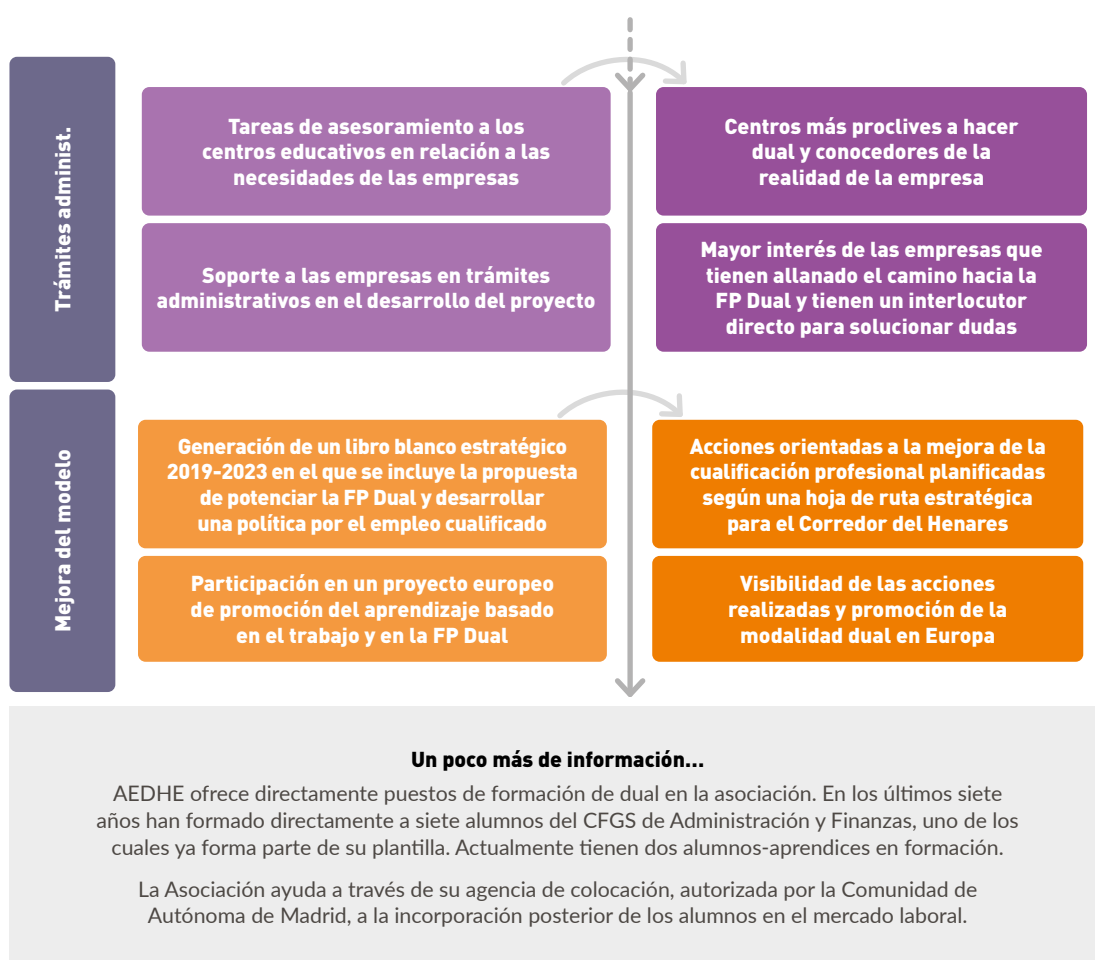 Trámites administ.
Tareas de asesoramiento a los
centros educativos en relación a las
necesidades de las empresas
Centros más proclives a hacer
dual y conocedores de la
realidad de la empresa
Soporte a las empresas en trámites
administrativos en el desarrollo del proyecto
Mayor interés de las empresas que
tienen allanado el camino hacia la
FP Dual y tienen un interlocutor
directo para solucionar dudas
Mejora del modelo
Generación de un libro blanco estratégico
2019-2023 en el que se incluye la propuesta
de potenciar la FP Dual y desarrollar
una política por el empleo cualificado
Acciones orientadas a la mejora de la
cualificación profesional planificadas
según una hoja de ruta estratégica
para el Corredor del Henares
Participación en un proyecto europeo
de promoción del aprendizaje basado
en el trabajo y en la FP Dual
Visibilidad de las acciones
realizadas y promoción de la
modalidad dual en Europa
Un poco más de información...
AEDHE ofrece directamente puestos de formación de dual en la asociación. En los últimos siete
años han formado directamente a siete alumnos del CFGS de Administración y Finanzas, uno de los
cuales ya forma parte de su plantilla. Actualmente tienen dos alumnos-aprendices en formación.
La Asociación ayuda a través de su agencia de colocación, autorizada por la Comunidad de
Autónoma de Madrid, a la incorporación posterior de los alumnos en el mercado laboral.